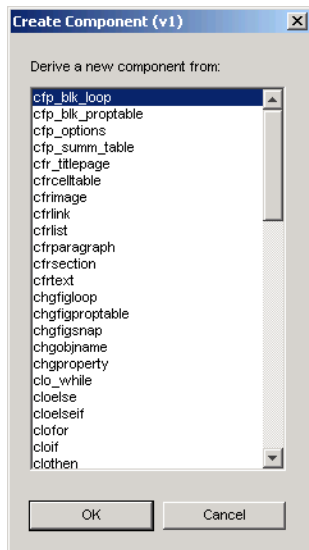 Create Component (v1)
Derive a new component from:
cfp_blk_loop
cfp_blk_proptable
cfp_options
cfp_summ_table
cfr_titlepage
cfrcelltable
cfrimage
cfrlink
cfrlist
cfrparagraph
cfrsection
cfrtext
chgfigloop
chgfigproptable
chgfigsnap
chgobjname
chgproperty
clo_while
cloelse
cloelseif
clofor
cloif
clothen
OK Cancel